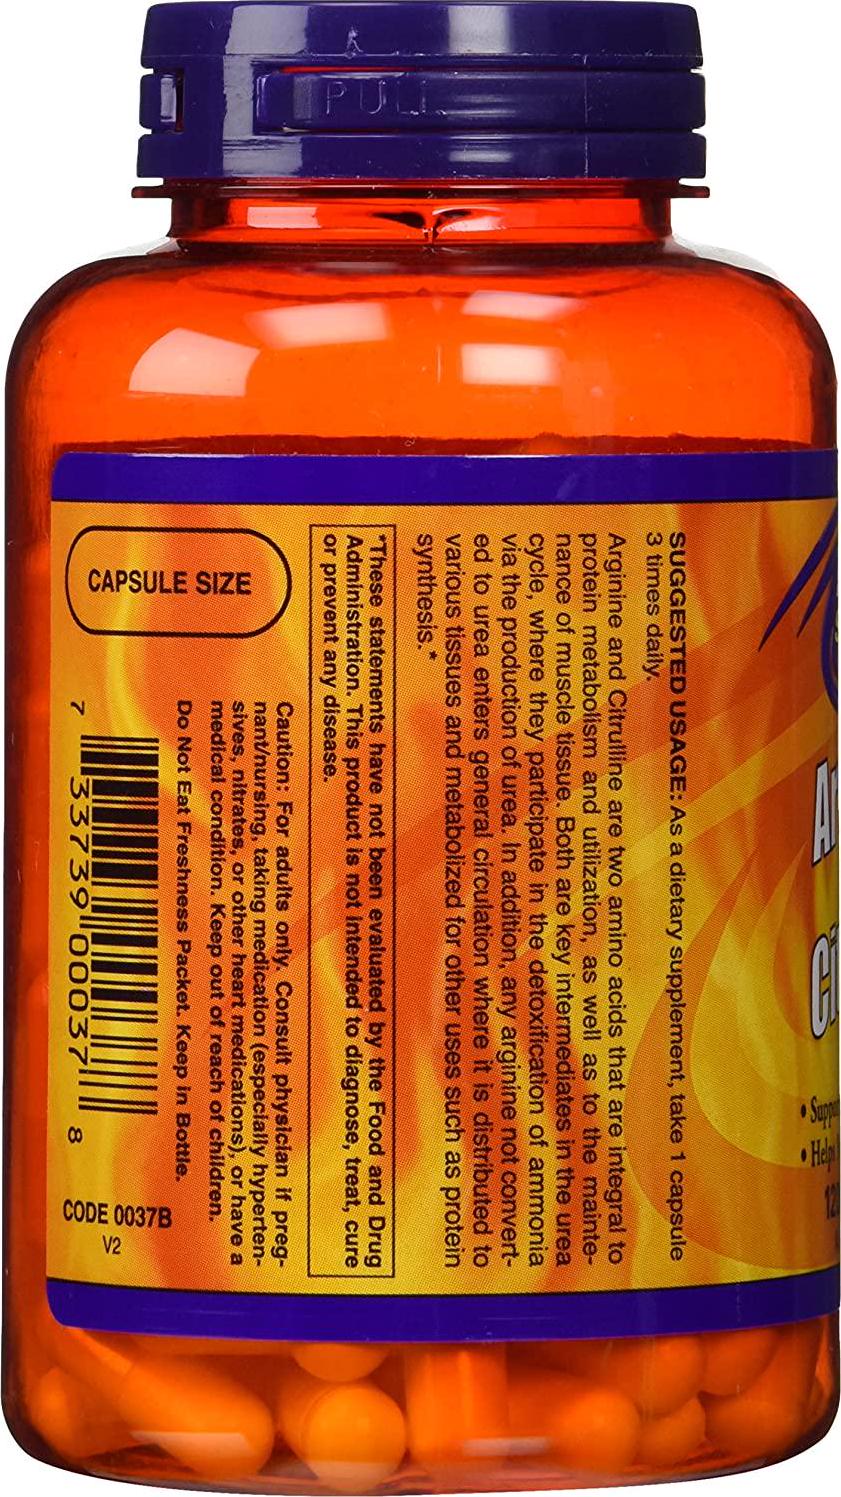 PULL
SUGGESTED USAGE: As a dietary supplement, take 1 capsule
3 times daily.
Arginine and Citrulline are two amino acids that are integral to
protein metabolism and utilization, as well as to the mainte-
nance of muscle tissue. Both are key intermediates in the urea
cycle, where they participate in the detoxification of ammonia
via the production of urea. In addition, any arginine not convert-
ed to urea enters general circulation where it is distributed to
various tissues and metabolized for other uses such as protein
synthesis.*
*These statements have not been evaluated by the Food and Drug
Administration. This product is not intended to diagnose, treat, cure
or prevent any disease.
CAPSULE SIZE
Caution: For adults only. Consult physician if preg-
nant/nursing, taking medication (especially hyperten-
sives, nitrates, or other heart medications), or have a
medical condition. Keep out of reach of children.
Do Not Eat Freshness Packet. Keep in Bottle.
7 33739 00037 8
CODE 0037B
V2
Ar
Ci
• Suppo
• Helps
12